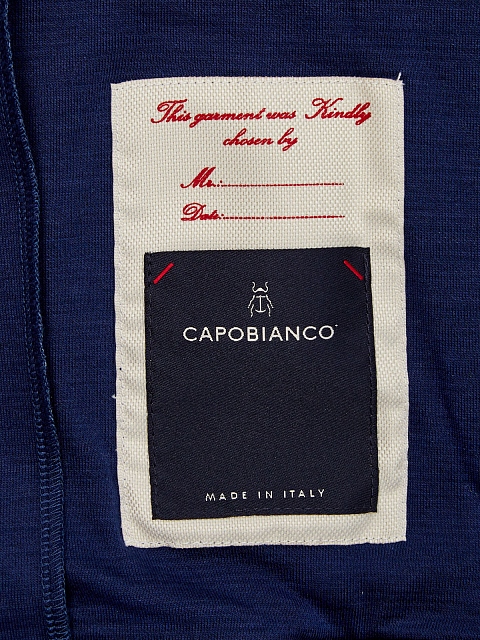 This garment was Kindly
chosen by
Mr.:
Date:
CAPOBIANCO
MADE IN ITALY